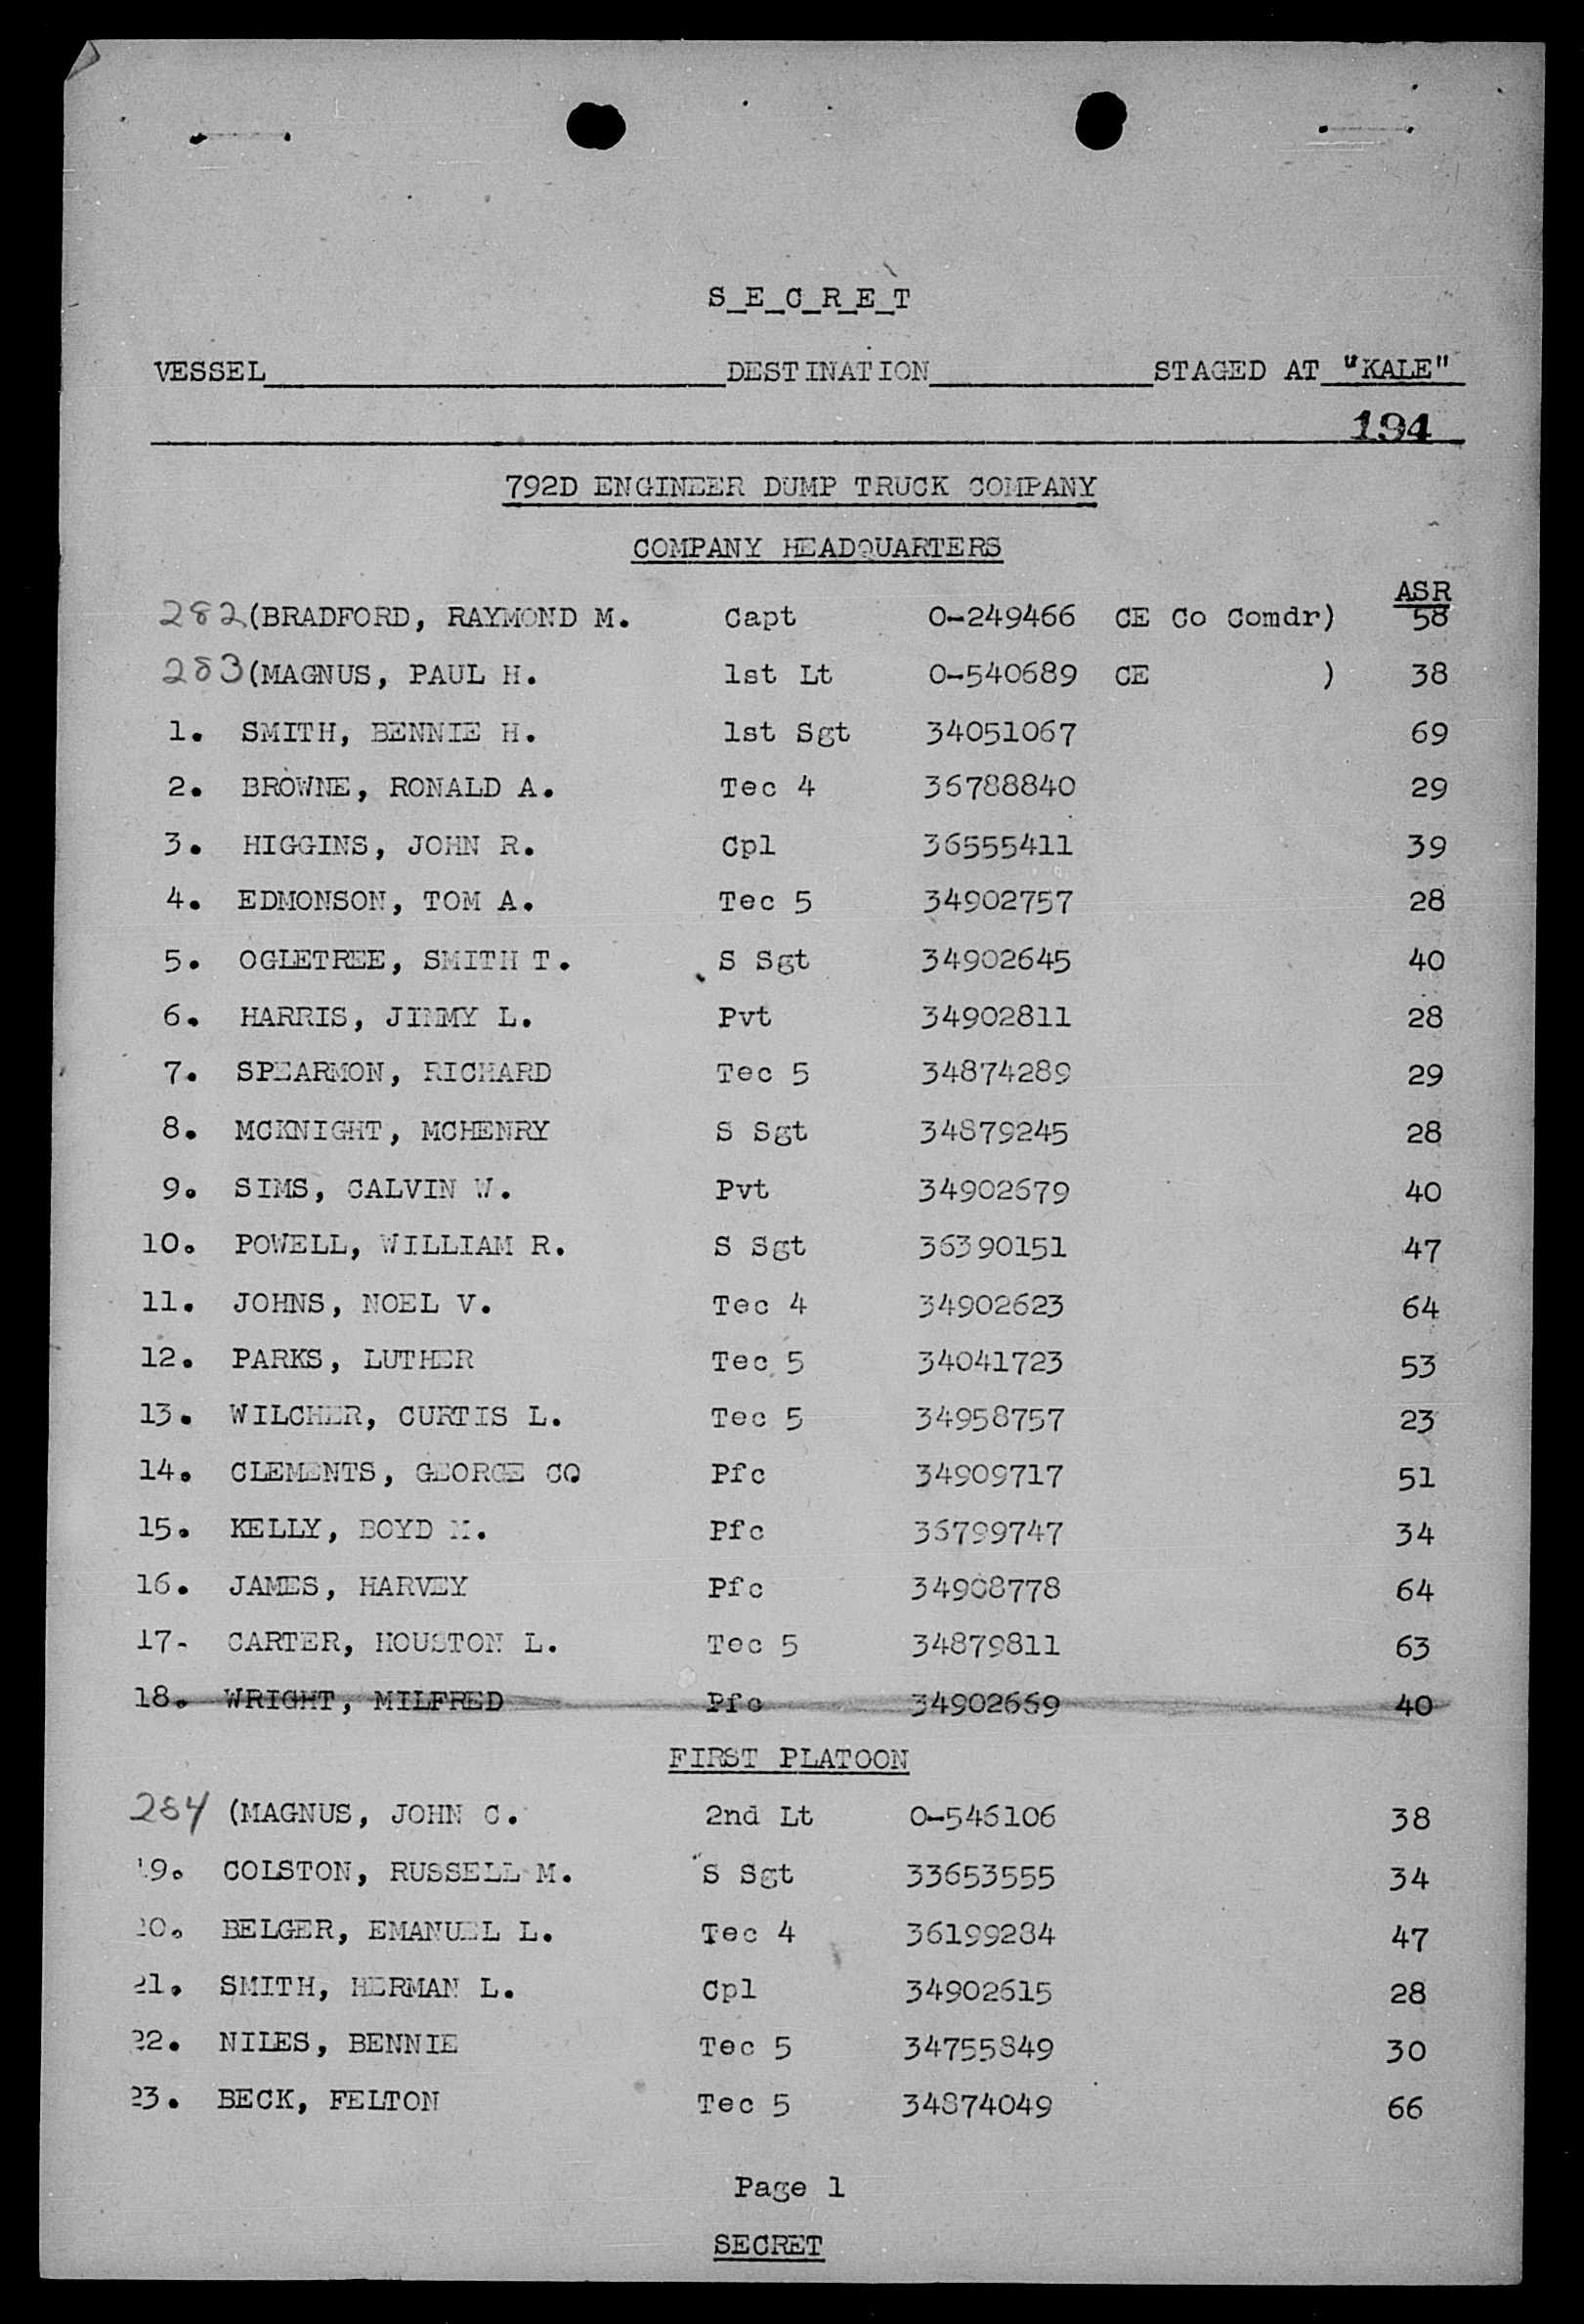 S_E_C_R_E_T
VESSEL DESTINATION STAGED AT "KALE"
194
792D ENGINEER DUMP TRUCK COMPANY
COMPANY HEADQUARTERS
ASR
282 (BRADFORD, RAYMOND M. Capt O-249466 CE Co Comdr) 58
283 (MAGNUS, PAUL H. 1st Lt O-540689 CE ) 38
1. SMITH, BENNIE H. 1st Sgt 34051067 69
2. BROWNE, RONALD A. Tec 4 36788840 29
3. HIGGINS, JOHN R. Cpl 36555411 39
4. EDMONSON, TOM A. Tec 5 34902757 28
5. OGLETREE, SMITH T. S Sgt 34902645 40
6. HARRIS, JIMMY L. Pvt 34902811 28
7. SPEARMON, RICHARD Tec 5 34874289 29
8. MCKNIGHT, MCHENRY S Sgt 34879245 28
9. SIMS, CALVIN W. Pvt 34902679 40
10. POWELL, WILLIAM R. S Sgt 36390151 47
11. JOHNS, NOEL V. Tec 4 34902623 64
12. PARKS, LUTHER Tec 5 34041723 53
13. WILCHER, CURTIS L. Tec 5 34958757 23
14. CLEMENTS, GEORGE CO Pfc 34909717 51
15. KELLY, BOYD M. Pfc 36799747 34
16. JAMES, HARVEY Pfc 34908778 64
17- CARTER, HOUSTON L. Tec 5 34879811 63
18. WRIGHT, MILFRED Pfc 34902669 40
FIRST PLATOON
284 (MAGNUS, JOHN C. 2nd Lt O-546106 38
19. COLSTON, RUSSELL M. S Sgt 33653555 34
20. BELGER, EMANUEL L. Tec 4 36199284 47
21. SMITH, HERMAN L. Cpl 34902615 28
22. NILES, BENNIE Tec 5 34755849 30
23. BECK, FELTON Tec 5 34874049 66
Page 1
SECRET